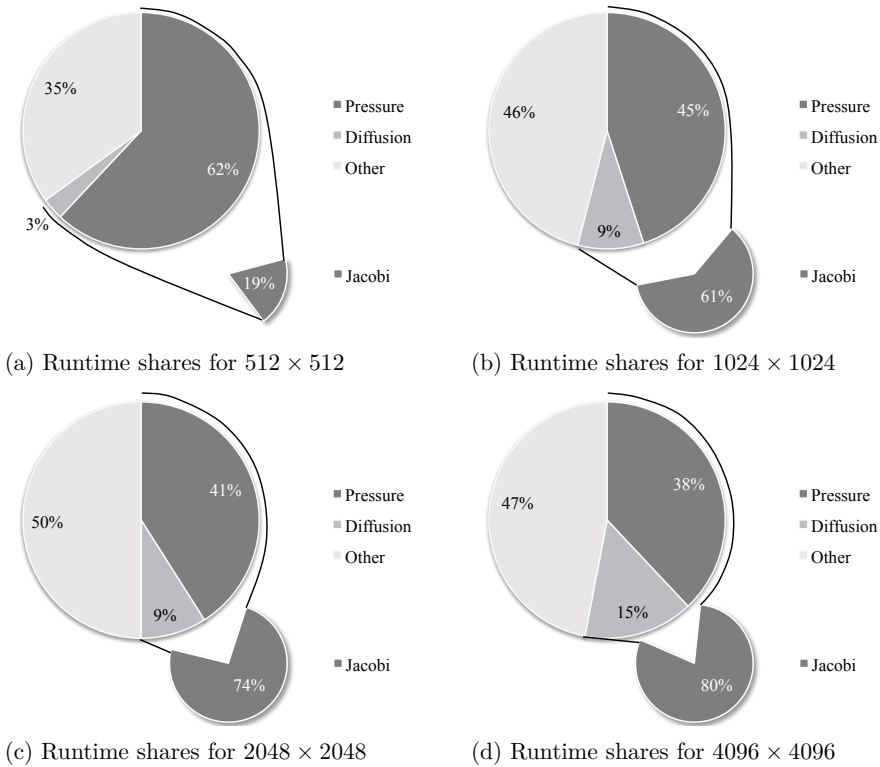 35%
62%
3%
19%
Pressure
Diffusion
Other
Jacobi
(a) Runtime shares for 512 × 512
46%
45%
9%
61%
Pressure
Diffusion
Other
Jacobi
(b) Runtime shares for 1024 × 1024
50%
41%
9%
74%
Pressure
Diffusion
Other
Jacobi
(c) Runtime shares for 2048 × 2048
47%
38%
15%
80%
Pressure
Diffusion
Other
Jacobi
(d) Runtime shares for 4096 × 4096